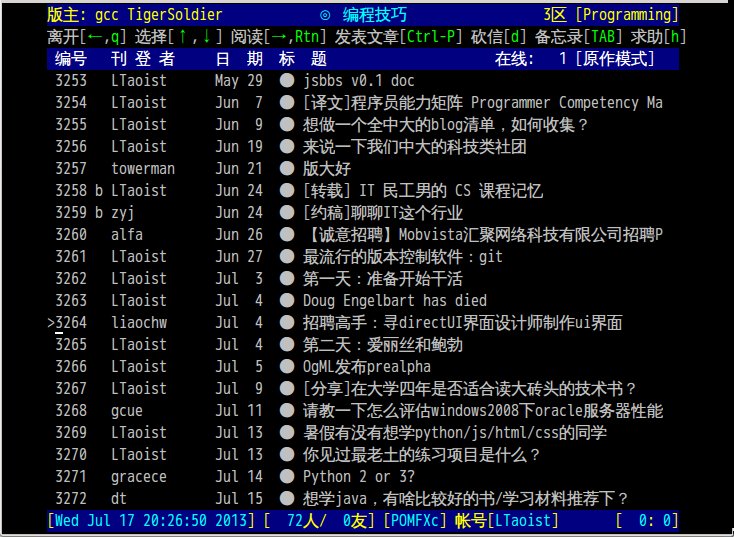 版主: gcc TigerSoldier ◎ 编程技巧 3区 [Programming]
离开[←,q] 选择[↑,↓] 阅读[→,Rtn] 发表文章[Ctrl-P] 砍信[d] 备忘录[TAB] 求助[h]
编号 刊 登 者 日 期 标 题 在线: 1 [原作模式]
3253 LTaoist May 29 ● jsbbs v0.1 doc
3254 LTaoist Jun 7 ● [译文]程序员能力矩阵 Programmer Competency Ma
3255 LTaoist Jun 9 ● 想做一个全中大的blog清单，如何收集？
3256 LTaoist Jun 19 ● 来说一下我们中大的科技类社团
3257 towerman Jun 21 ● 版大好
3258 b LTaoist Jun 24 ● [转载] IT 民工男的 CS 课程记忆
3259 b zyj Jun 24 ● [约稿]聊聊IT这个行业
3260 alfa Jun 26 ● 【诚意招聘】Mobvista汇聚网络科技有限公司招聘P
3261 LTaoist Jun 27 ● 最流行的版本控制软件：git
3262 LTaoist Jul 3 ● 第一天：准备开始干活
3263 LTaoist Jul 4 ● Doug Engelbart has died
>3264 liaochw Jul 4 ● 招聘高手：寻directUI界面设计师制作ui界面
3265 LTaoist Jul 4 ● 第二天：爱丽丝和鲍勃
3266 LTaoist Jul 5 ● OgML发布prealpha
3267 LTaoist Jul 9 ● [分享]在大学四年是否适合读大砖头的技术书？
3268 gcue Jul 11 ● 请教一下怎么评估windows2008下oracle服务器性能
3269 LTaoist Jul 13 ● 暑假有没有想学python/js/html/css的同学
3270 LTaoist Jul 13 ● 你见过最老土的练习项目是什么？
3271 gracece Jul 14 ● Python 2 or 3?
3272 dt Jul 15 ● 想学java，有啥比较好的书/学习材料推荐下？
[Wed Jul 17 20:26:50 2013] [ 72人/ 0友] [POMFXc] 帐号[LTaoist] [ 0: 0]